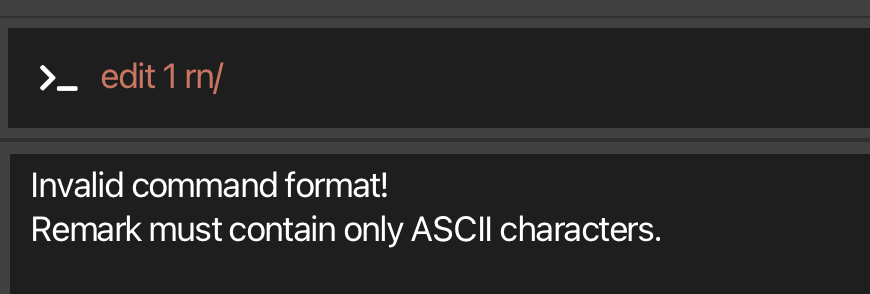 >_ edit 1 rn/
Invalid command format!
Remark must contain only ASCII characters.